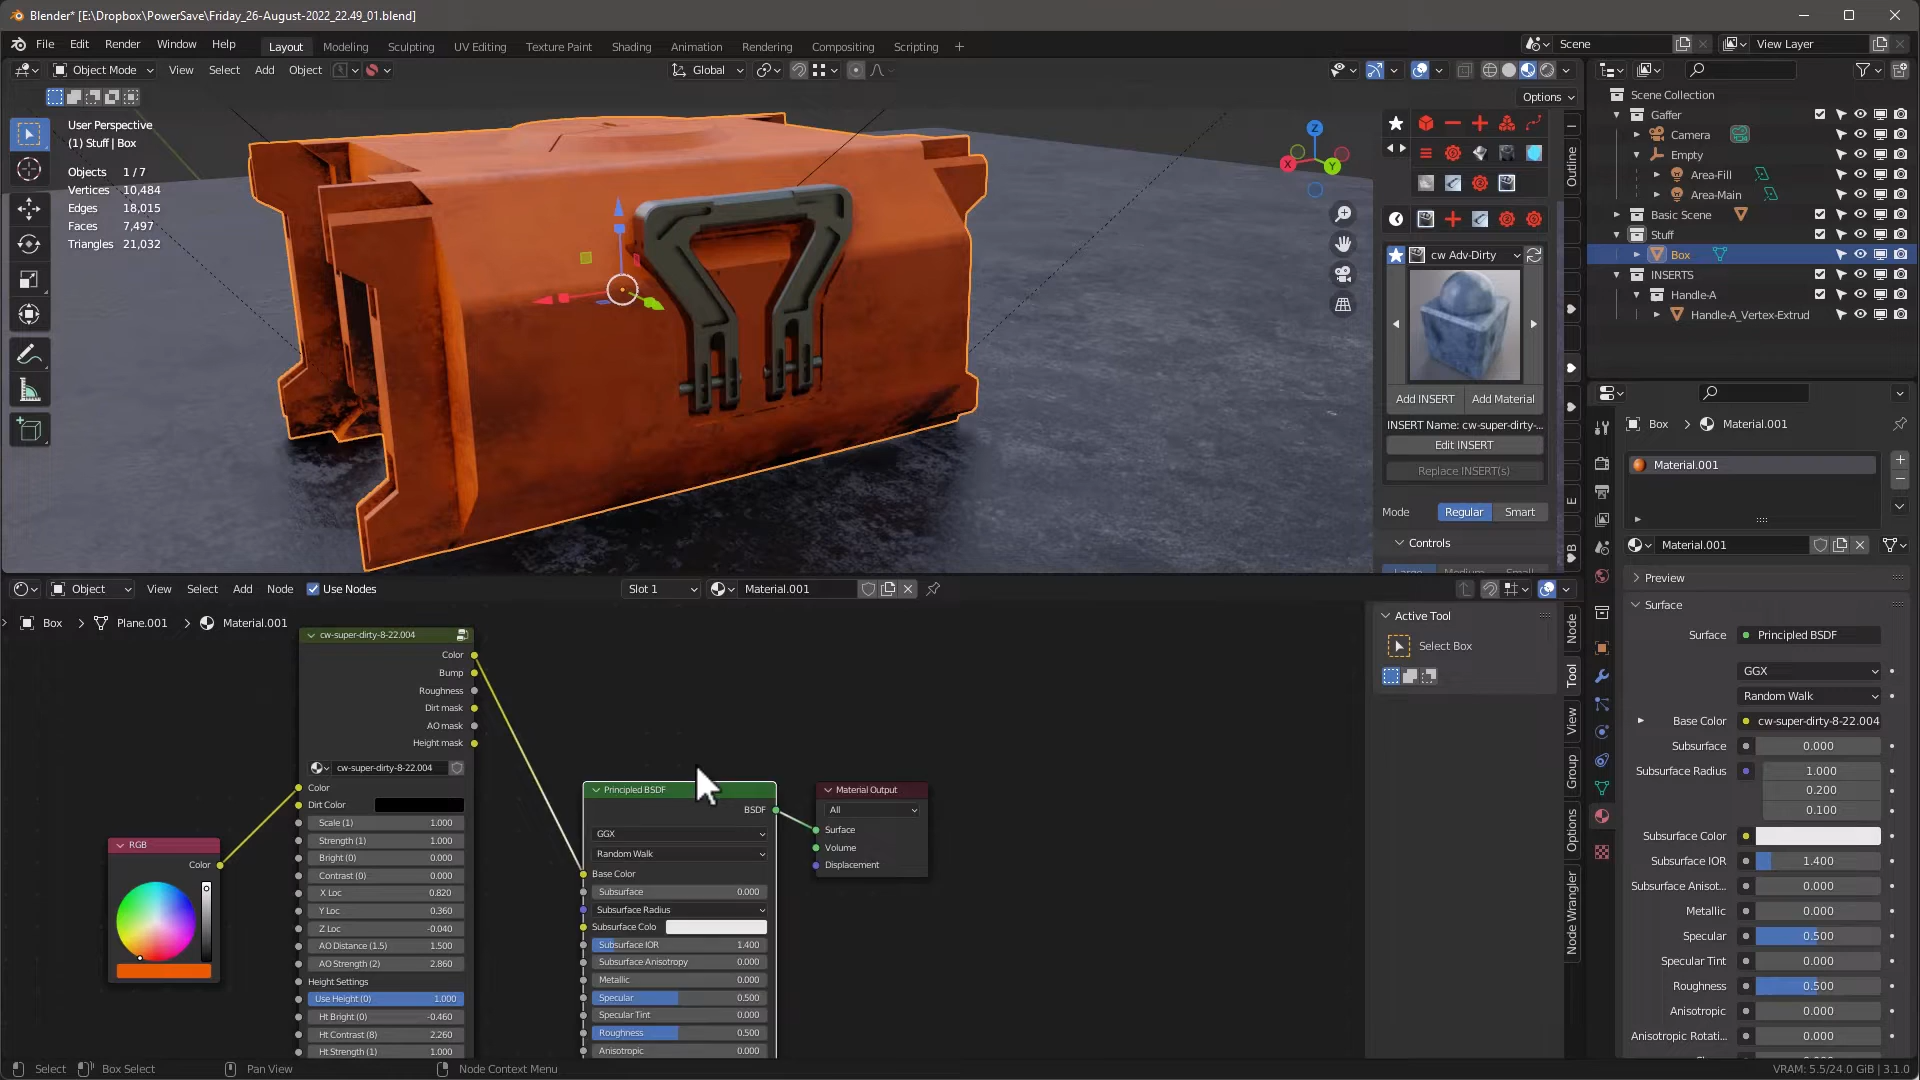 Blender* [E:\Dropbox\PowerSave\Friday_26-August-2022_22.49_01.blend]
File Edit Render Window Help Layout Modeling Sculpting UV Editing Texture Paint Shading Animation Rendering Compositing Scripting + Scene View Layer
Object Mode View Select Add Object Global
Options
User Perspective
(1) Stuff | Box
Objects 1/7
Vertices 10,484
Edges 18,015
Faces 7,497
Triangles 21,032
Z
X
Y
Outline
cw Adv-Dirty
Add INSERT Add Material
INSERT Name: cw-super-dirty-...
Edit INSERT
Replace INSERT(s)
Mode Regular Smart
Controls
E
B
Scene Collection
Gaffer
Camera
Empty
Area-Fill
Area-Main
Basic Scene
Stuff
Box
INSERTS
Handle-A
Handle-A_Vertex-Extrud
Box > Material.001
Material.001
Material.001
Preview
Surface
Surface Principled BSDF
GGX
Random Walk
Base Color cw-super-dirty-8-22.004
Subsurface 0.000
Subsurface Radius 1.000
0.200
0.100
Subsurface Color
Subsurface IOR 1.400
Subsurface Anisot... 0.000
Metallic 0.000
Specular 0.500
Specular Tint 0.000
Roughness 0.500
Anisotropic 0.000
Anisotropic Rotati... 0.000
Object View Select Add Node Use Nodes Slot 1 Material.001
Box > Plane.001 > Material.001
cw-super-dirty-8-22.004
Color
Bump
Roughness
Dirt mask
AO mask
Height mask
cw-super-dirty-8-22.004
Color
Dirt Color
Scale (1) 1.000
Strength (1) 1.000
Bright (0) 0.000
Contrast (0) 0.000
X Loc 0.820
Y Loc 0.360
Z Loc -0.040
AO Distance (1.5) 1.500
AO Strength (2) 2.860
Height Settings
Use Height (0) 1.000
Ht Bright (0) -0.460
Ht Contrast (8) 2.260
Ht Strength (1) 1.000
RGB
Color
Principled BSDF
BSDF
GGX
Random Walk
Base Color
Subsurface 0.000
Subsurface Radius
Subsurface Colo
Subsurface IOR 1.400
Subsurface Anisotropy 0.000
Metallic 0.000
Specular 0.500
Specular Tint 0.000
Roughness 0.500
Anisotropic 0.000
Material Output
All
Surface
Volume
Displacement
Active Tool
Select Box
Node
Tool
View
Group
Options
Node Wrangler
Select Box Select Pan View Node Context Menu VRAM: 5.5/24.0 GiB | 3.1.0